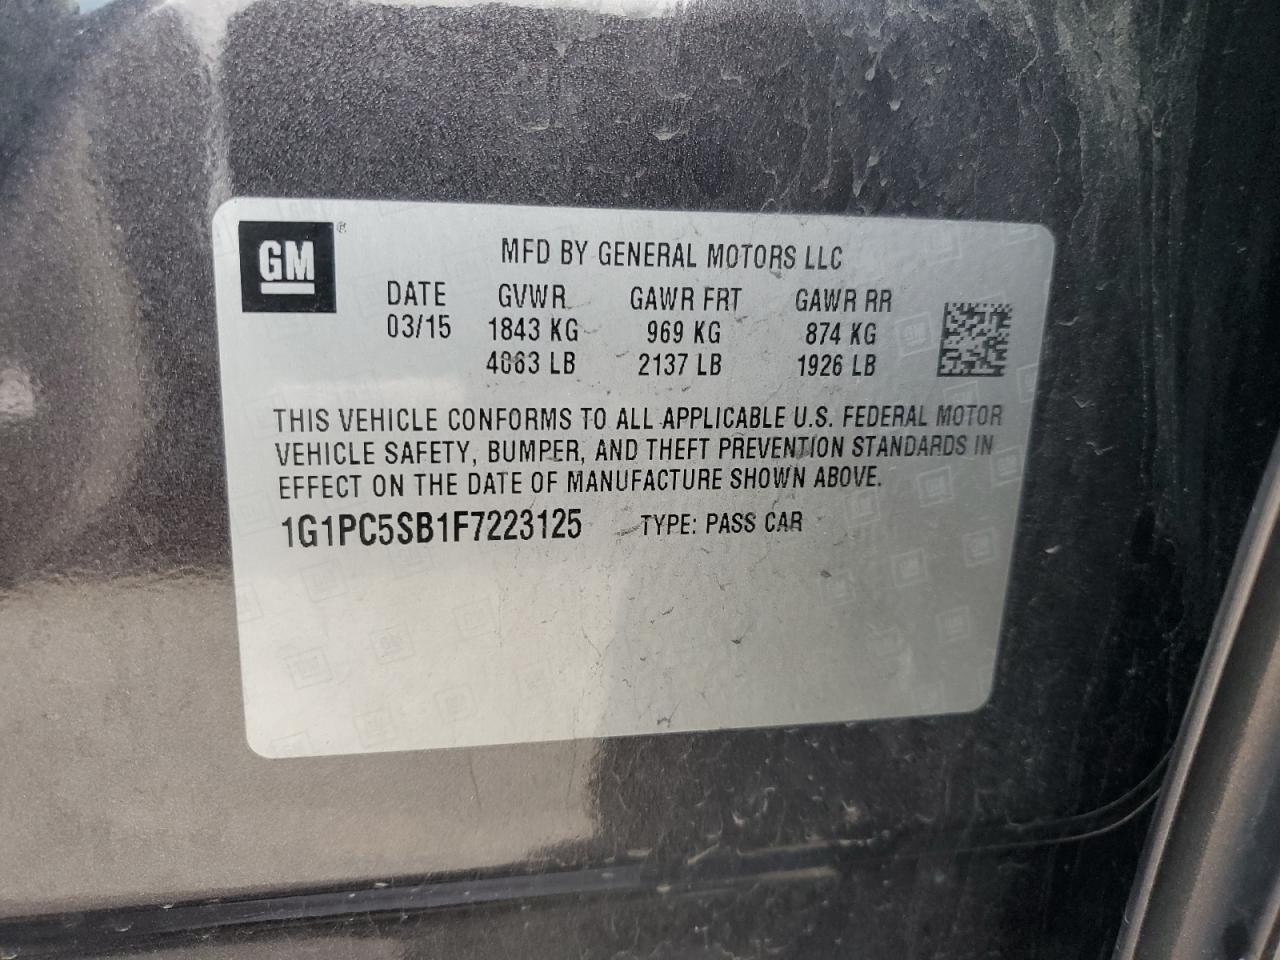 GM ®
MFD BY GENERAL MOTORS LLC
DATE GVWR GAWR FRT GAWR RR
03/15 1843 KG 969 KG 874 KG
4063 LB 2137 LB 1926 LB
THIS VEHICLE CONFORMS TO ALL APPLICABLE U.S. FEDERAL MOTOR
VEHICLE SAFETY, BUMPER, AND THEFT PREVENTION STANDARDS IN
EFFECT ON THE DATE OF MANUFACTURE SHOWN ABOVE.
1G1PC5SB1F7223125 TYPE: PASS CAR